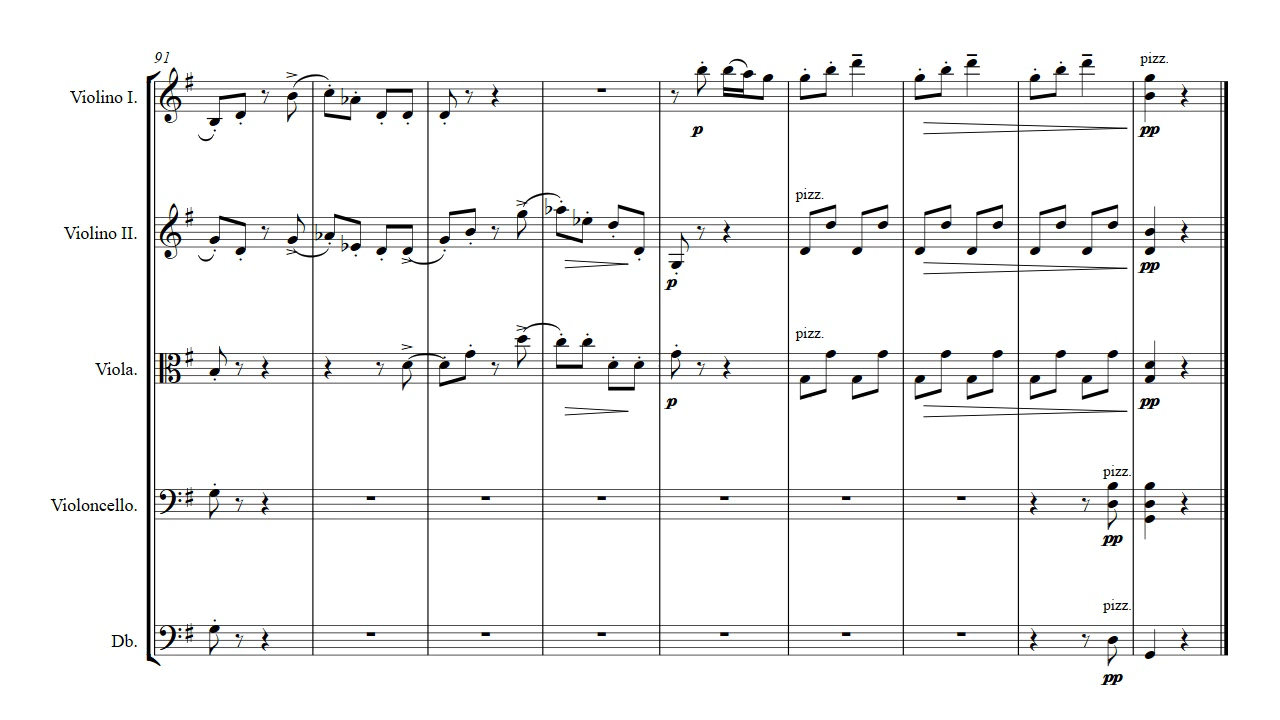 91
Violino I.
pizz.
p
pp
Violino II.
pizz.
p
pp
Viola.
pizz.
p
pp
Violoncello.
pizz.
pp
Db.
pizz.
pp